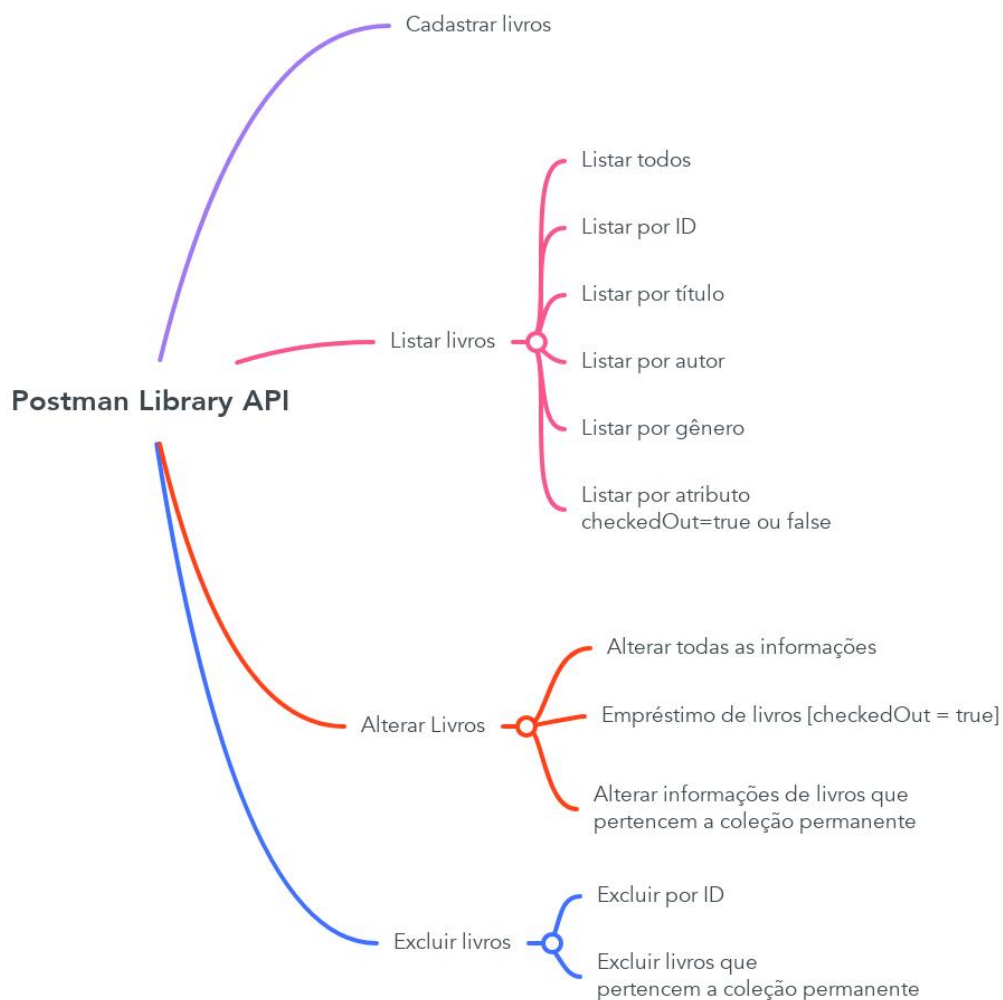 Cadastrar livros
Listar todos
Listar por ID
Listar por título
Listar livros
Listar por autor
Postman Library API
Listar por gênero
Listar por atributo
checkedOut=true ou false
Alterar todas as informações
Alterar Livros
Empréstimo de livros [checkedOut = true]
Alterar informações de livros que
pertencem a coleção permanente
Excluir por ID
Excluir livros
Excluir livros que
pertencem a coleção permanente